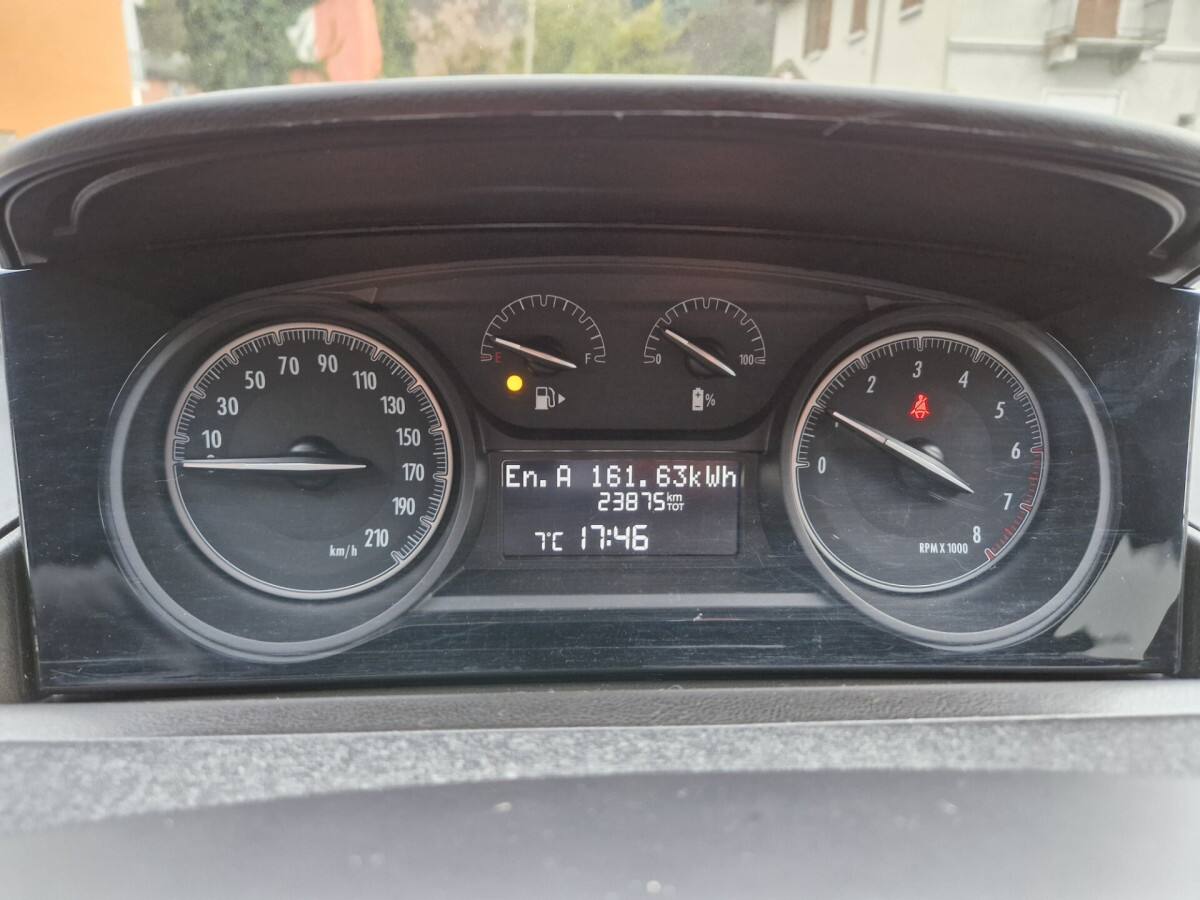 E F
0 100
%
10 30 50 70 90 110 130 150 170 190 210
km/h
En.A 161.63kWh
23875 km TOT
7°C 17:46
0 1 2 3 4 5 6 7 8
RPM X 1000